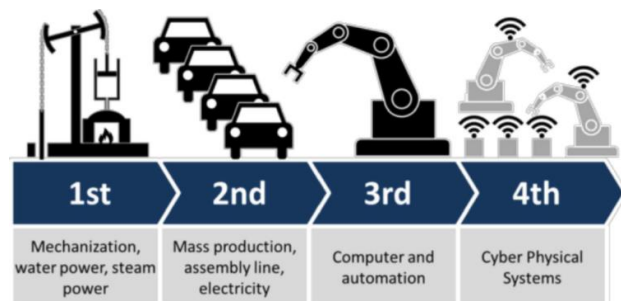 1st
2nd
3rd
4th
Mechanization,
water power, steam
power
Mass production,
assembly line,
electricity
Computer and
automation
Cyber Physical
Systems